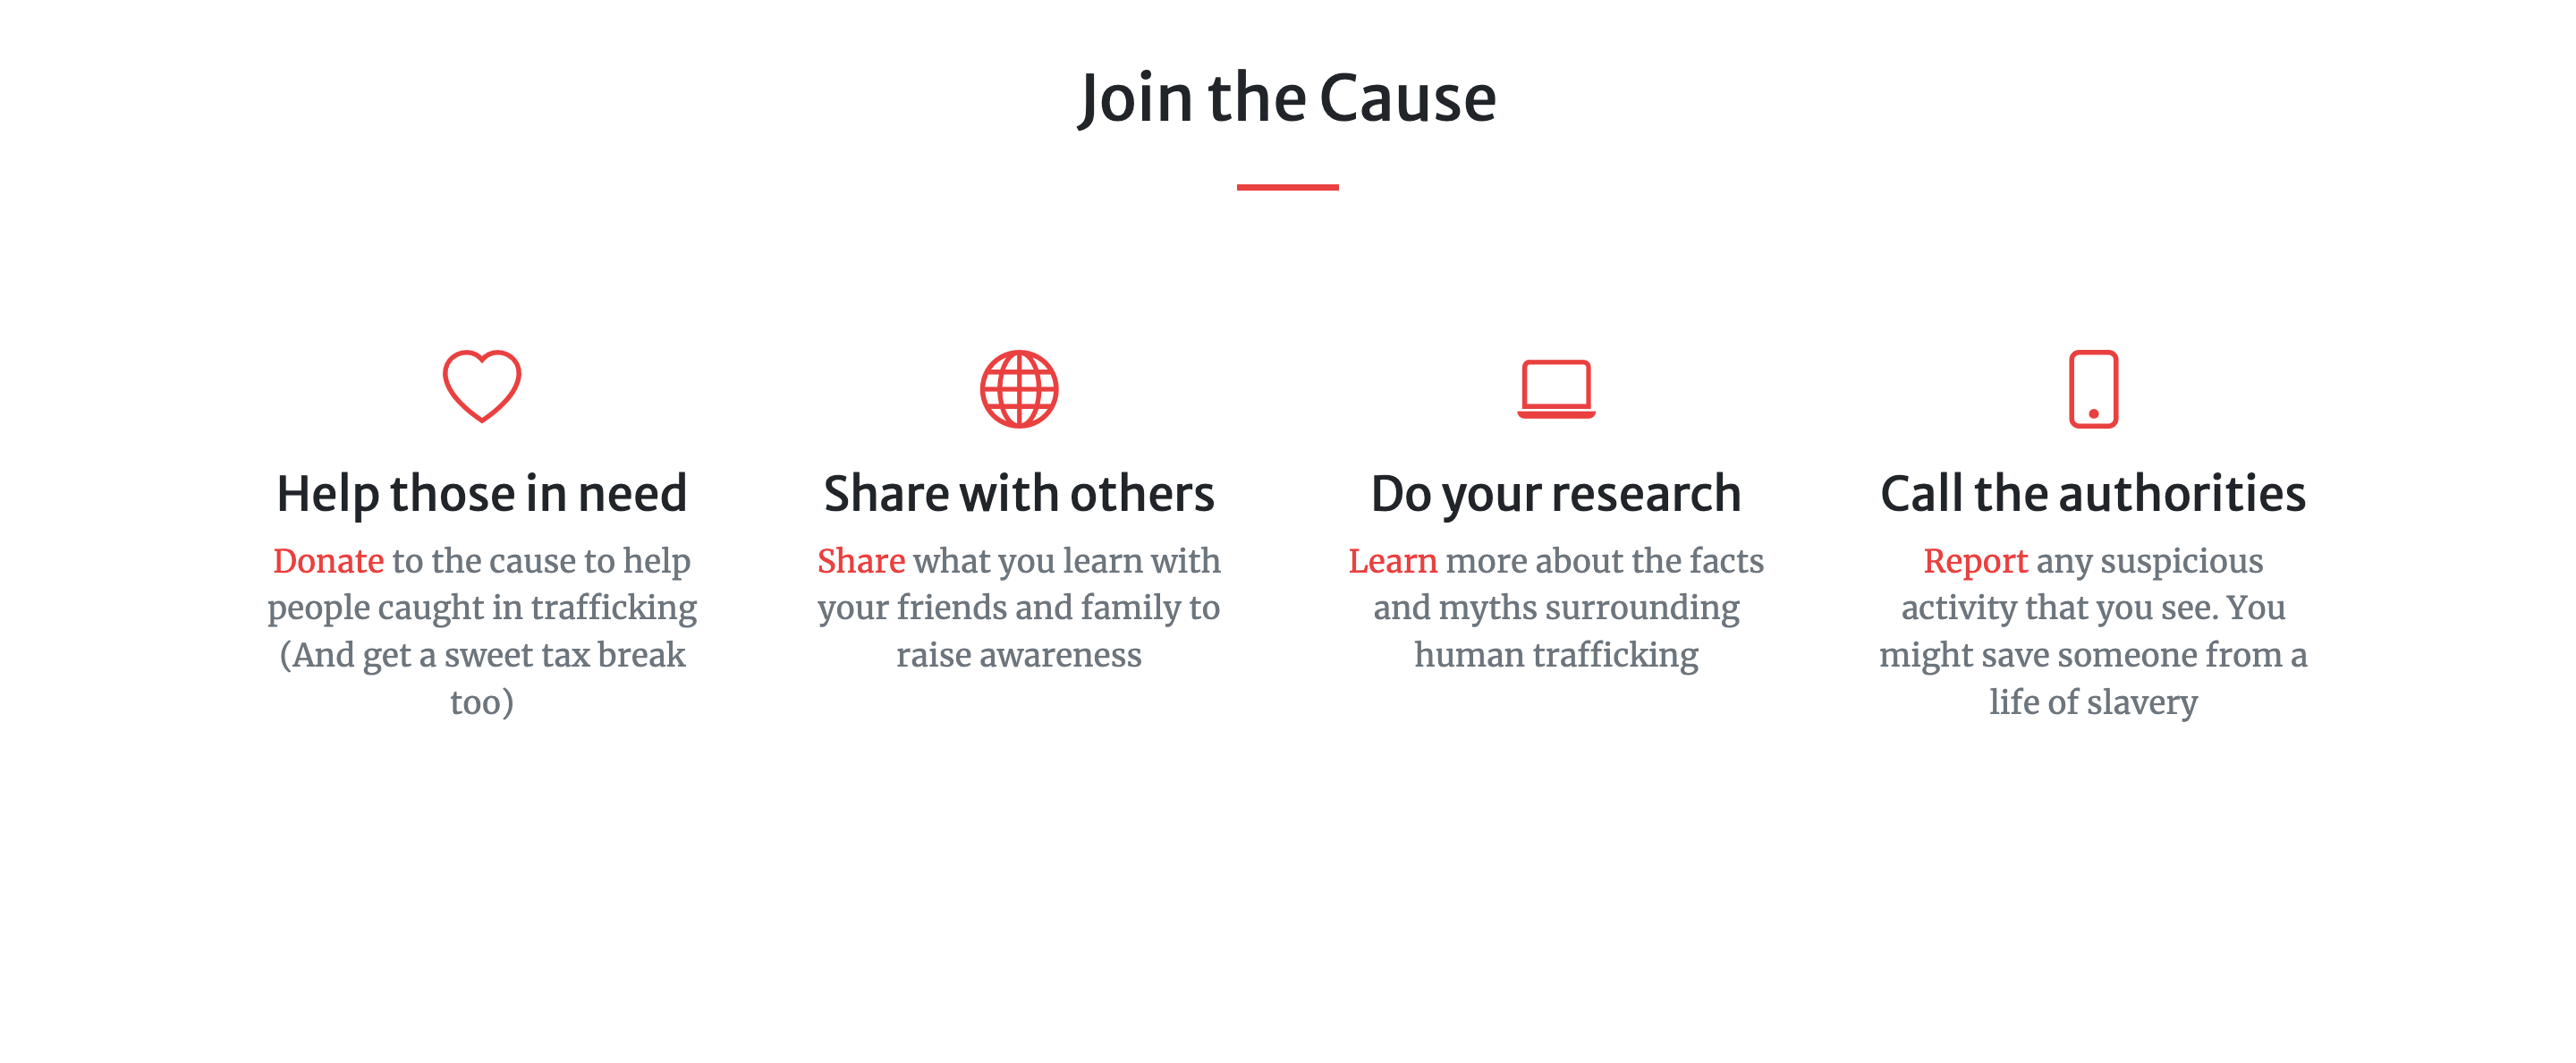 Join the Cause
Help those in need
Donate to the cause to help
people caught in trafficking
(And get a sweet tax break
too)
Share with others
Share what you learn with
your friends and family to
raise awareness
Do your research
Learn more about the facts
and myths surrounding
human trafficking
Call the authorities
Report any suspicious
activity that you see. You
might save someone from a
life of slavery